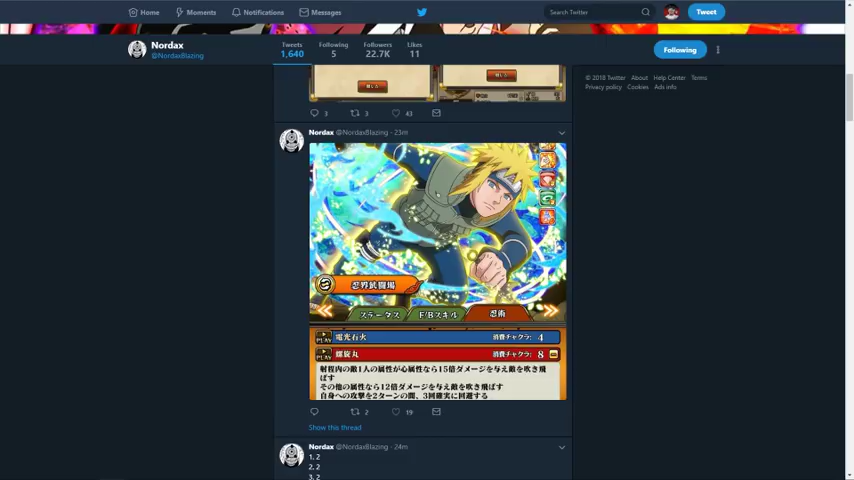 Home Moments Notifications Messages Search Twitter Tweet
Nordax
@NordaxBlazing
Tweets Following Followers Likes
1,640 5 22.7K 11
Following
© 2018 Twitter About Help Center Terms
Privacy policy Cookies Ads info
3 3 43
Nordax @NordaxBlazing · 23m
忍界決闘場
ステータス F/Bスキル 忍術
PLAY 電光石火 消費チャクラ: 4
PLAY 螺旋丸 消費チャクラ: 8
射程内の敵1人の属性が心属性なら15倍ダメージを与え敵を吹き飛
ばす
その他の属性なら12倍ダメージを与え敵を吹き飛ばす
自身への攻撃を2ターンの間、3回確実に回避する
2 19
Show this thread
Nordax @NordaxBlazing · 24m
1. 2
2. 2
3. 2